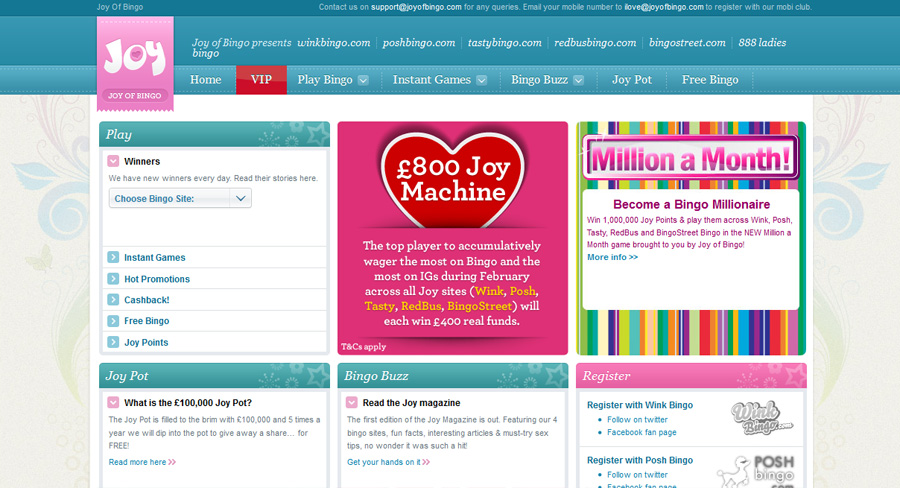 Joy Of Bingo
Contact us on support@joyofbingo.com for any queries. Email your mobile number to ilove@joyofbingo.com to register with our mobi club.
Joy
JOY OF BINGO
Joy of Bingo presents winkbingo.com poshbingo.com tastybingo.com redbusbingo.com bingostreet.com 888 ladies
bingo
Home VIP Play Bingo Instant Games Bingo Buzz Joy Pot Free Bingo
Play
Winners
We have new winners every day. Read their stories here.
Choose Bingo Site:
Instant Games
Hot Promotions
Cashback!
Free Bingo
Joy Points
£800 Joy
Machine
The top player to accumulatively
wager the most on Bingo and the
most on IGs during February
across all Joy sites (Wink, Posh,
Tasty, RedBus, BingoStreet) will
each win £400 real funds.
T&Cs apply
Million a Month!
Become a Bingo Millionaire
Win 1,000,000 Joy Points & play them across Wink, Posh,
Tasty, RedBus and BingoStreet Bingo in the NEW Million a
Month game brought to you by Joy of Bingo!
More info >>
Joy Pot
What is the £100,000 Joy Pot?
The Joy Pot is filled to the brim with £100,000 and 5 times a
year we will dip into the pot to give away a share... for
FREE!
Read more here
Bingo Buzz
Read the Joy magazine
The first edition of the Joy Magazine is out. Featuring our 4
bingo sites, fun facts, interesting articles & must-try sex
tips, no wonder it was such a hit!
Get your hands on it
Register
Register with Wink Bingo
Follow on twitter
Facebook fan page
Wink
Bingo.com
Register with Posh Bingo
Follow on twitter
Facebook fan page
POSH
bingo
.com